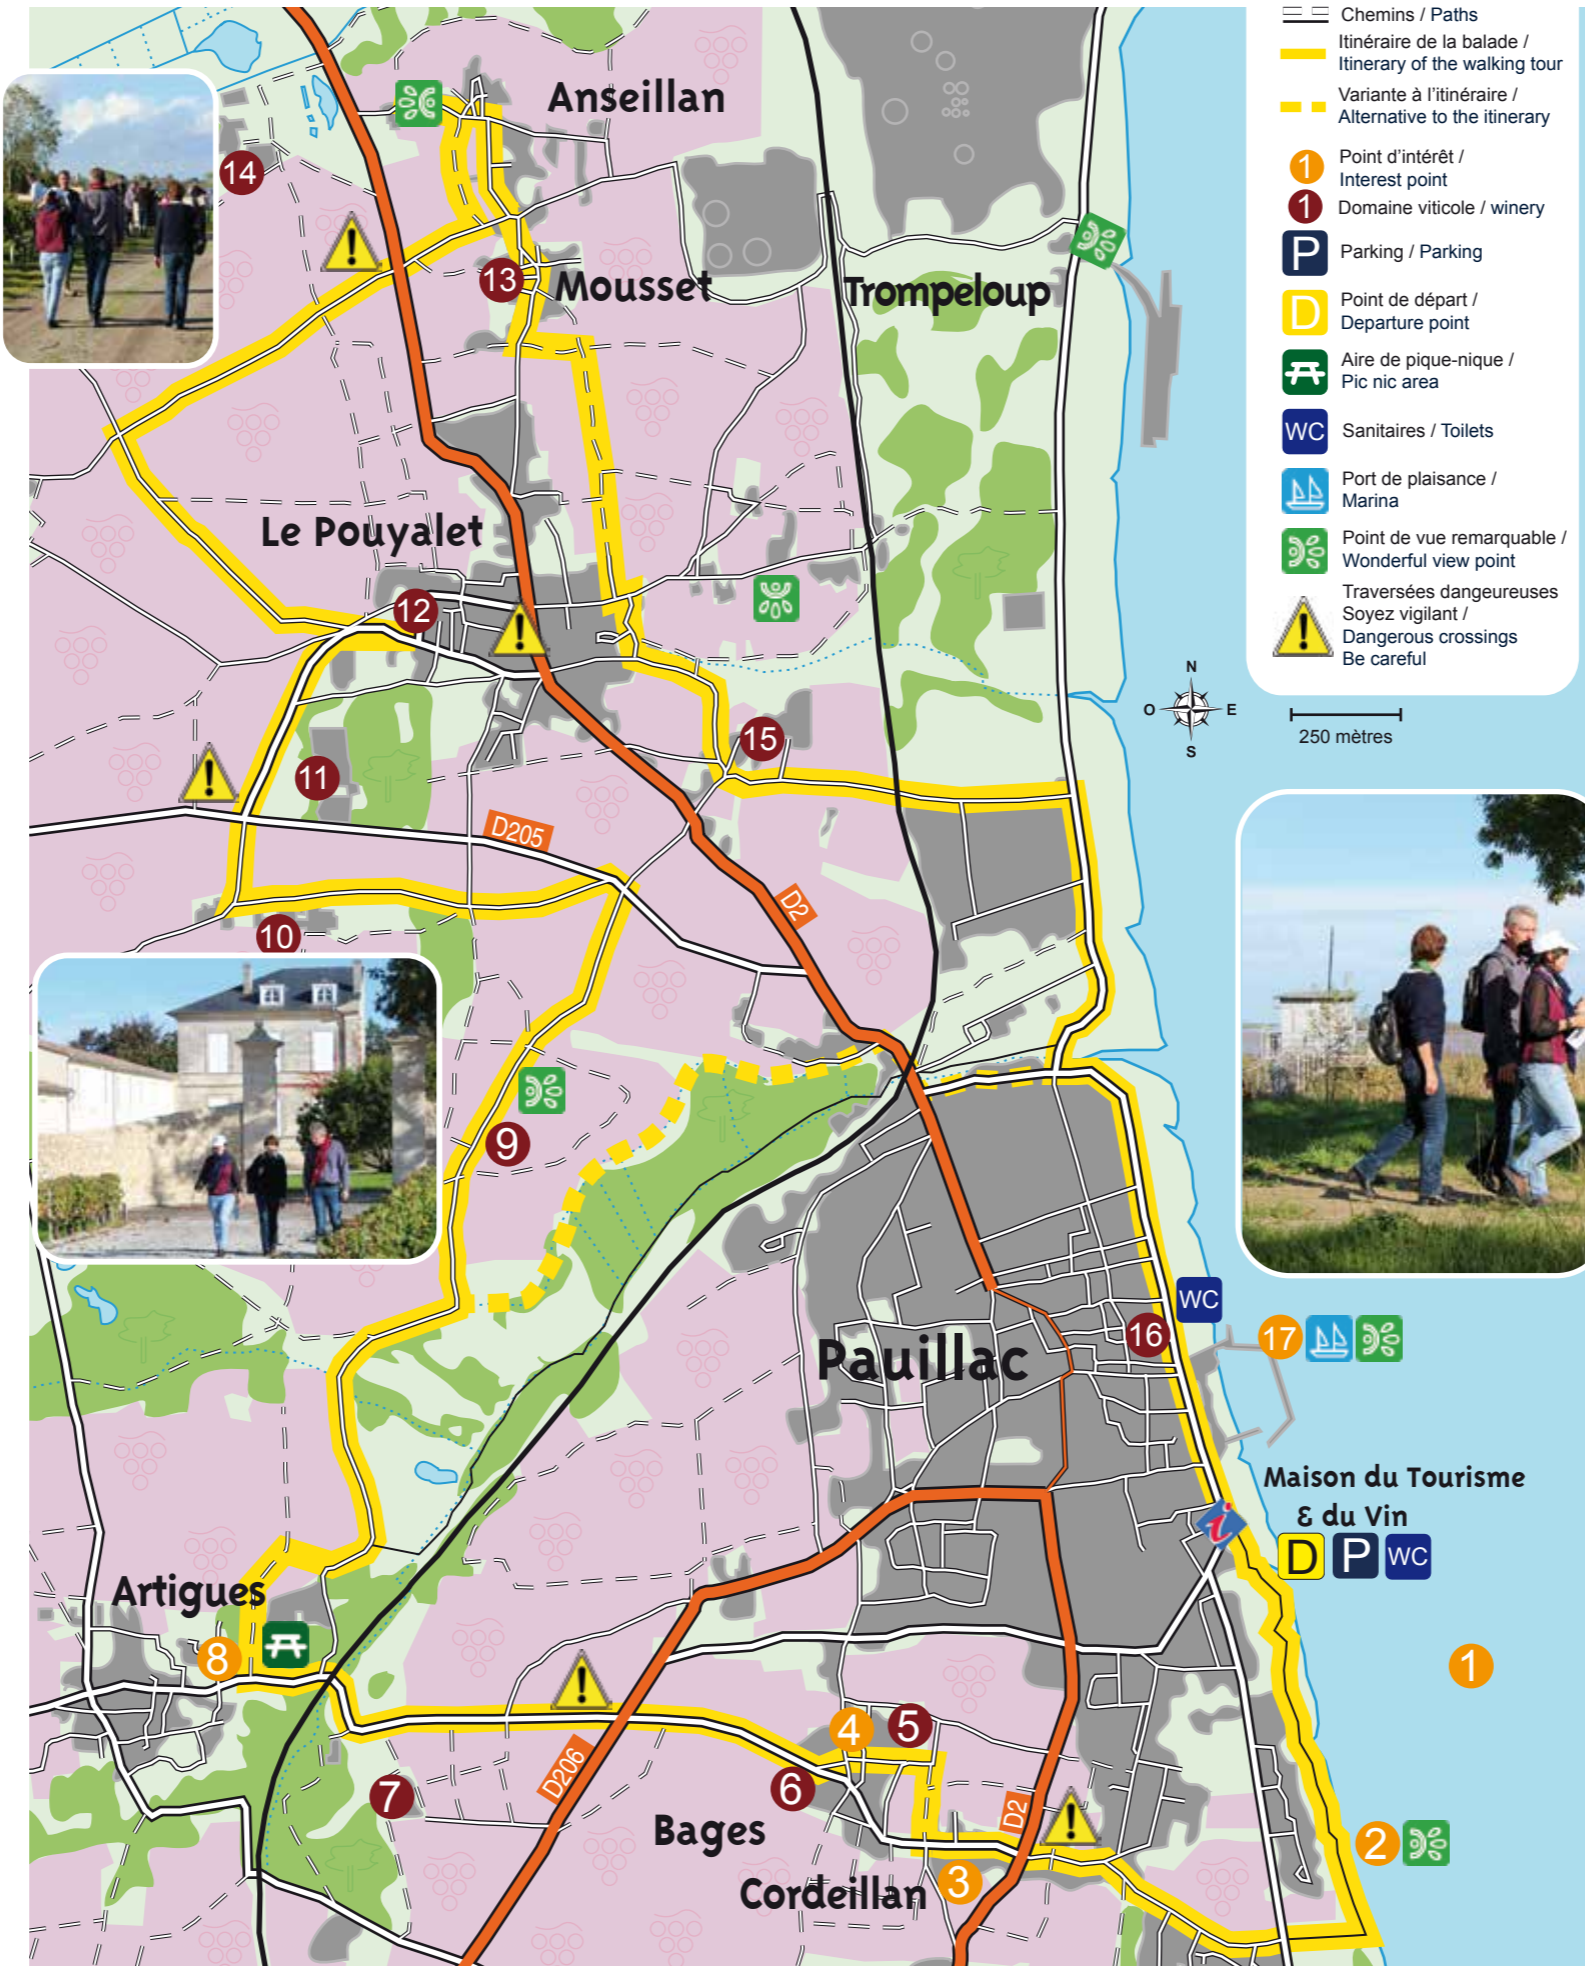 Chemins / Paths
Itinéraire de la balade /
Itinerary of the walking tour
Variante à l'itinéraire /
Alternative to the itinerary
1
Point d'intérêt /
Interest point
1
Domaine viticole / winery
P
Parking / Parking
D
Point de départ /
Departure point
Aire de pique-nique /
Pic nic area
WC
Sanitaires / Toilets
Port de plaisance /
Marina
Point de vue remarquable /
Wonderful view point
Traversées dangeureuses
Soyez vigilant /
Dangerous crossings
Be careful
N
O
E
S
250 mètres
Anseillan
14
13
Mousset
Trompeloup
Le Pouyalet
12
15
11
D205
D2
10
9
WC
16
17
Pauillac
Maison du Tourisme
& du Vin
i
D
P
WC
Artigues
8
1
4
5
D206
6
7
D2
Bages
2
Cordeillan
3